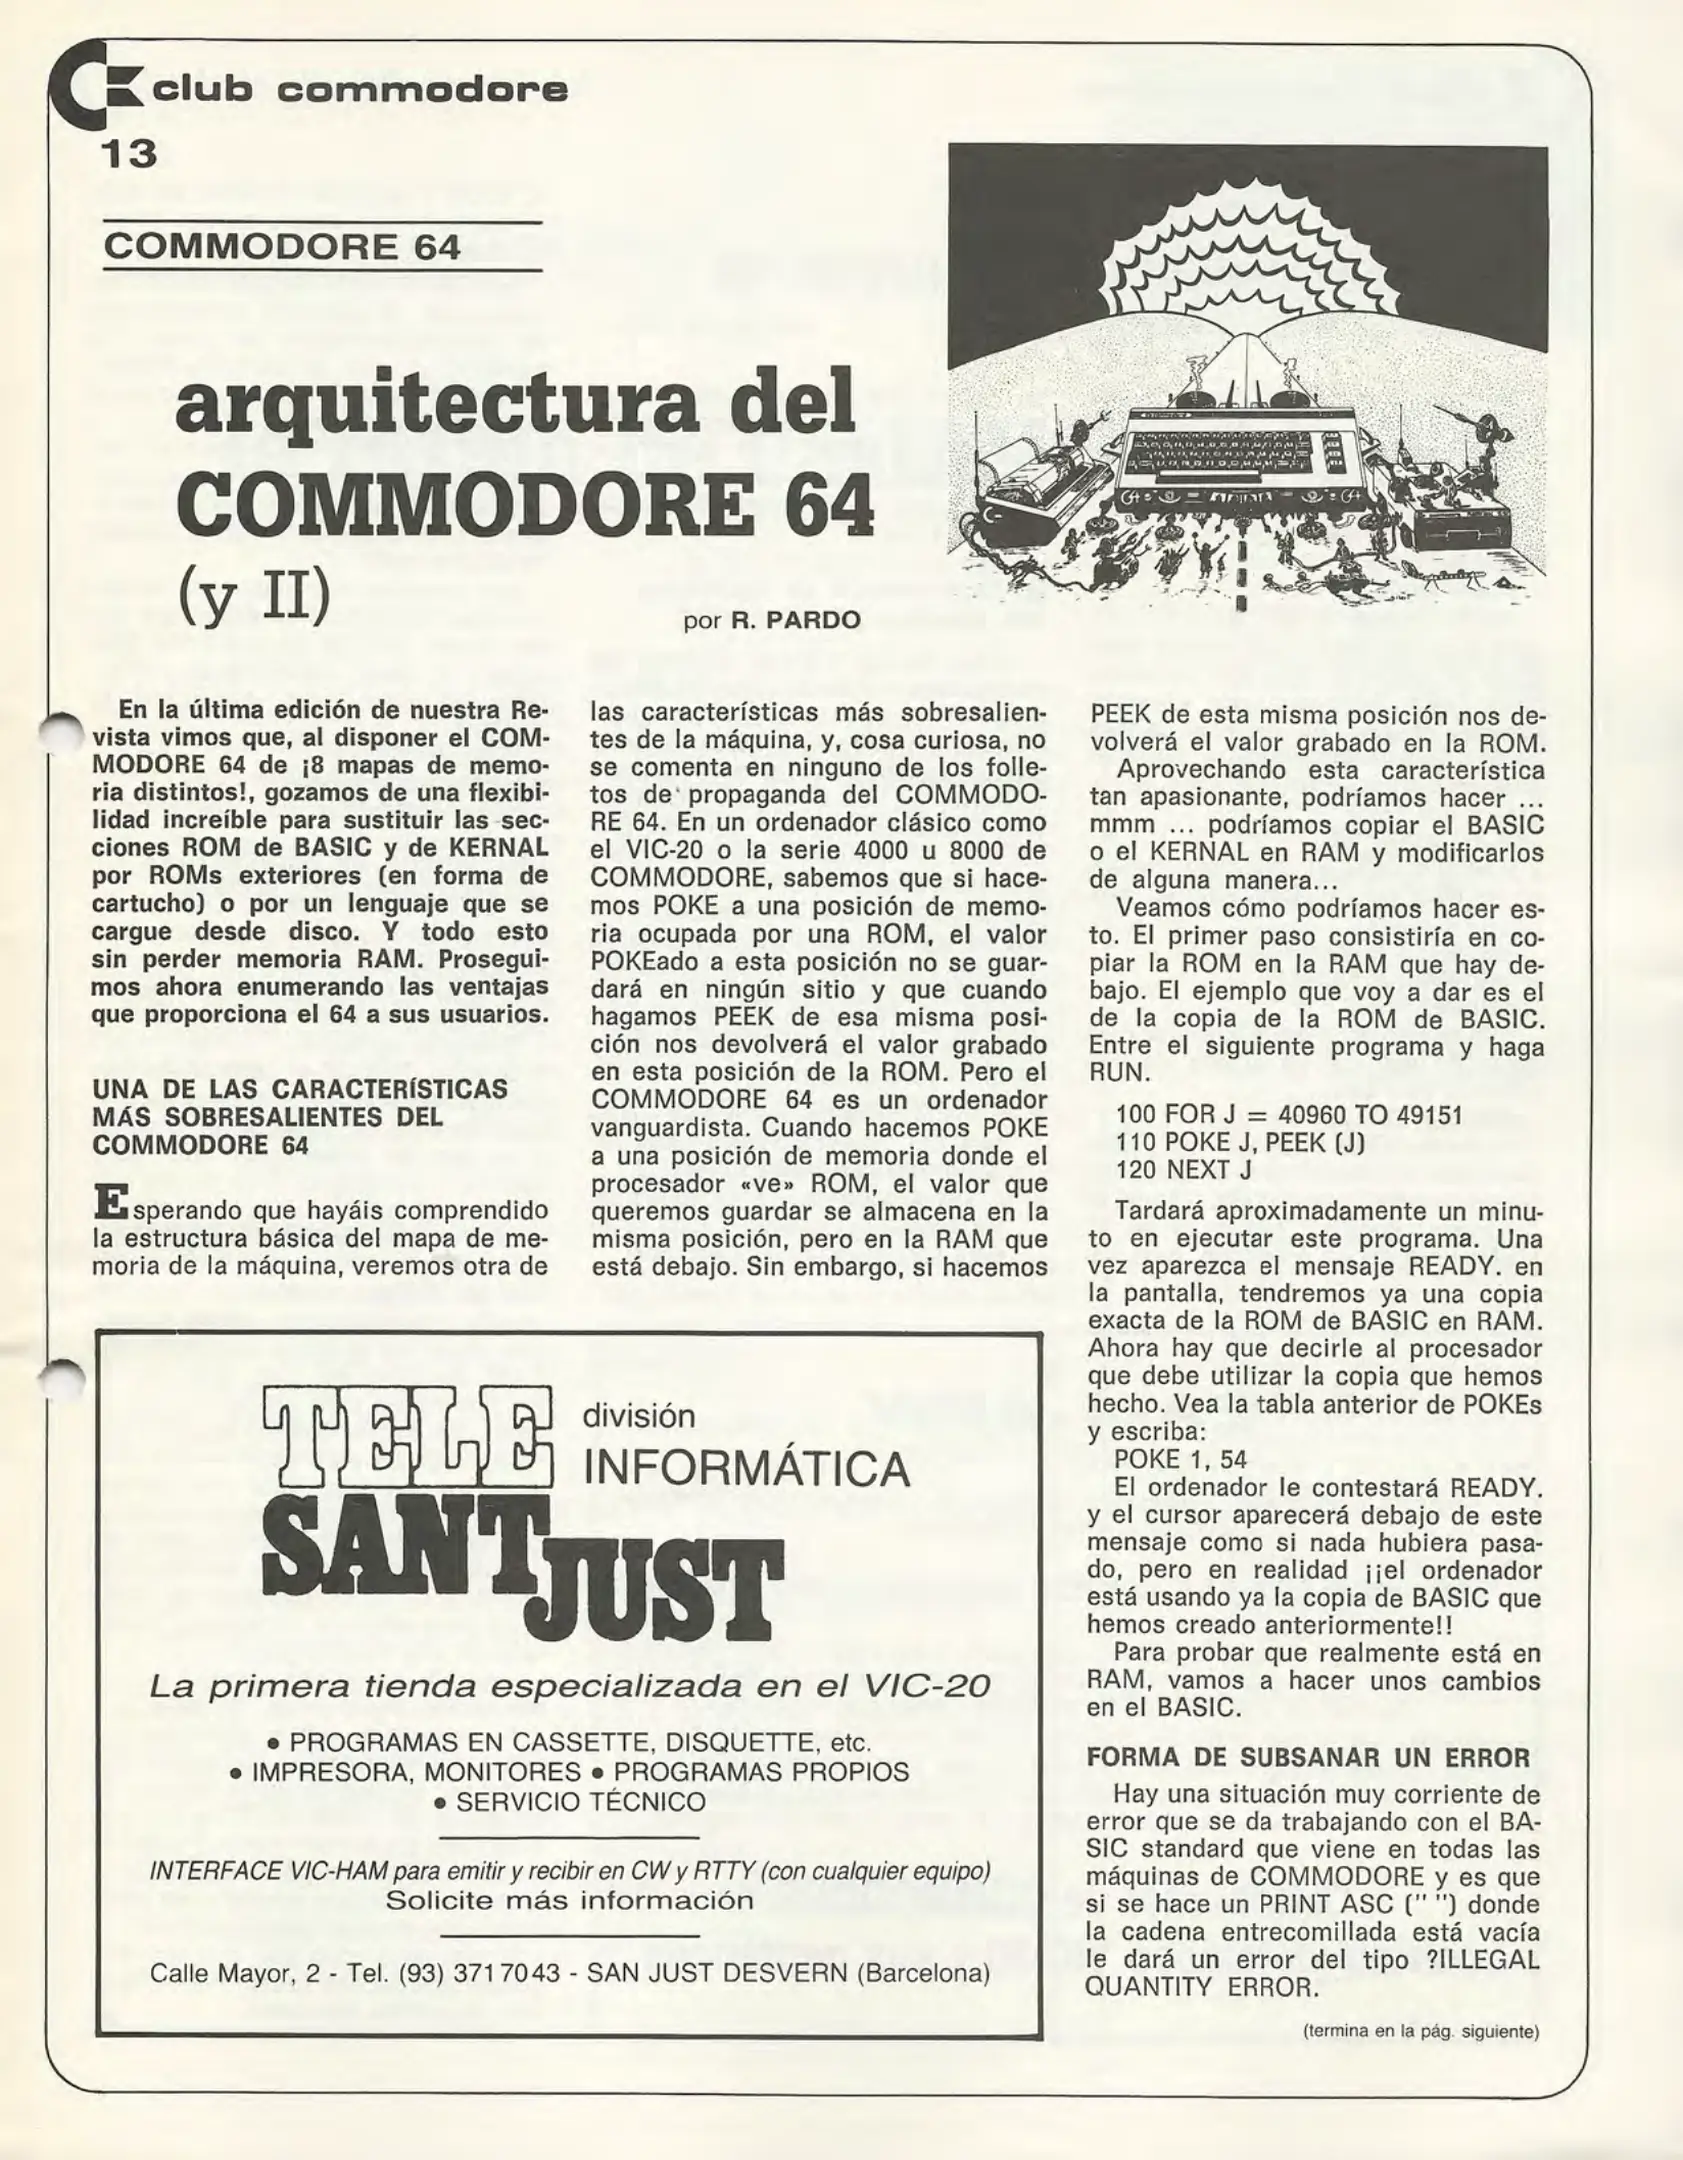 club commodore
13
COMMODORE 64
arquitectura del
COMMODORE 64
(y II)
por R. PARDO
En la última edición de nuestra Re-
vista vimos que, al disponer el COM-
MODORE 64 de ¡8 mapas de memo-
ria distintos!, gozamos de una flexibi-
lidad increíble para sustituir las sec-
ciones ROM de BASIC y de KERNAL
por ROMs exteriores (en forma de
cartucho) o por un lenguaje que se
cargue desde disco. Y todo esto
sin perder memoria RAM. Prosegui-
mos ahora enumerando las ventajas
que proporciona el 64 a sus usuarios.
UNA DE LAS CARACTERÍSTICAS
MÁS SOBRESALIENTES DEL
COMMODORE 64
Esperando que hayáis comprendido
la estructura básica del mapa de me-
moria de la máquina, veremos otra de
las características más sobresalien-
tes de la máquina, y, cosa curiosa, no
se comenta en ninguno de los folle-
tos de propaganda del COMMODO-
RE 64. En un ordenador clásico como
el VIC-20 o la serie 4000 u 8000 de
COMMODORE, sabemos que si hace-
mos POKE a una posición de memo-
ria ocupada por una ROM, el valor
POKEado a esta posición no se guar-
dará en ningún sitio y que cuando
hagamos PEEK de esa misma posi-
ción nos devolverá el valor grabado
en esta posición de la ROM. Pero el
COMMODORE 64 es un ordenador
vanguardista. Cuando hacemos POKE
a una posición de memoria donde el
procesador «ve» ROM, el valor que
queremos guardar se almacena en la
misma posición, pero en la RAM que
está debajo. Sin embargo, si hacemos
PEEK de esta misma posición nos de-
volverá el valor grabado en la ROM.
Aprovechando esta característica
tan apasionante, podríamos hacer ...
mmm ... podríamos copiar el BASIC
o el KERNAL en RAM y modificarlos
de alguna manera...
Veamos cómo podríamos hacer es-
to. El primer paso consistiría en co-
piar la ROM en la RAM que hay de-
bajo. El ejemplo que voy a dar es el
de la copia de la ROM de BASIC.
Entre el siguiente programa y haga
RUN.
100 FOR J = 40960 TO 49151
110 POKE J, PEEK (J)
120 NEXT J
Tardará aproximadamente un minu-
to en ejecutar este programa. Una
vez aparezca el mensaje READY. en
la pantalla, tendremos ya una copia
exacta de la ROM de BASIC en RAM.
Ahora hay que decirle al procesador
que debe utilizar la copia que hemos
hecho. Vea la tabla anterior de POKEs
y escriba:
POKE 1, 54
El ordenador le contestará READY.
y el cursor aparecerá debajo de este
mensaje como si nada hubiera pasa-
do, pero en realidad ¡¡el ordenador
está usando ya la copia de BASIC que
hemos creado anteriormente!!
Para probar que realmente está en
RAM, vamos a hacer unos cambios
en el BASIC.
FORMA DE SUBSANAR UN ERROR
Hay una situación muy corriente de
error que se da trabajando con el BA-
SIC standard que viene en todas las
máquinas de COMMODORE y es que
si se hace un PRINT ASC (" ") donde
la cadena entrecomillada está vacía
le dará un error del tipo ?ILLEGAL
QUANTITY ERROR.
(termina en la pág. siguiente)
TELE
SANT JUST
división
INFORMÁTICA
La primera tienda especializada en el VIC-20
• PROGRAMAS EN CASSETTE, DISQUETTE, etc.
• IMPRESORA, MONITORES • PROGRAMAS PROPIOS
• SERVICIO TÉCNICO
INTERFACE VIC-HAM para emitir y recibir en CW y RTTY (con cualquier equipo)
Solicite más información
Calle Mayor, 2 - Tel. (93) 371 70 43 - SAN JUST DESVERN (Barcelona)